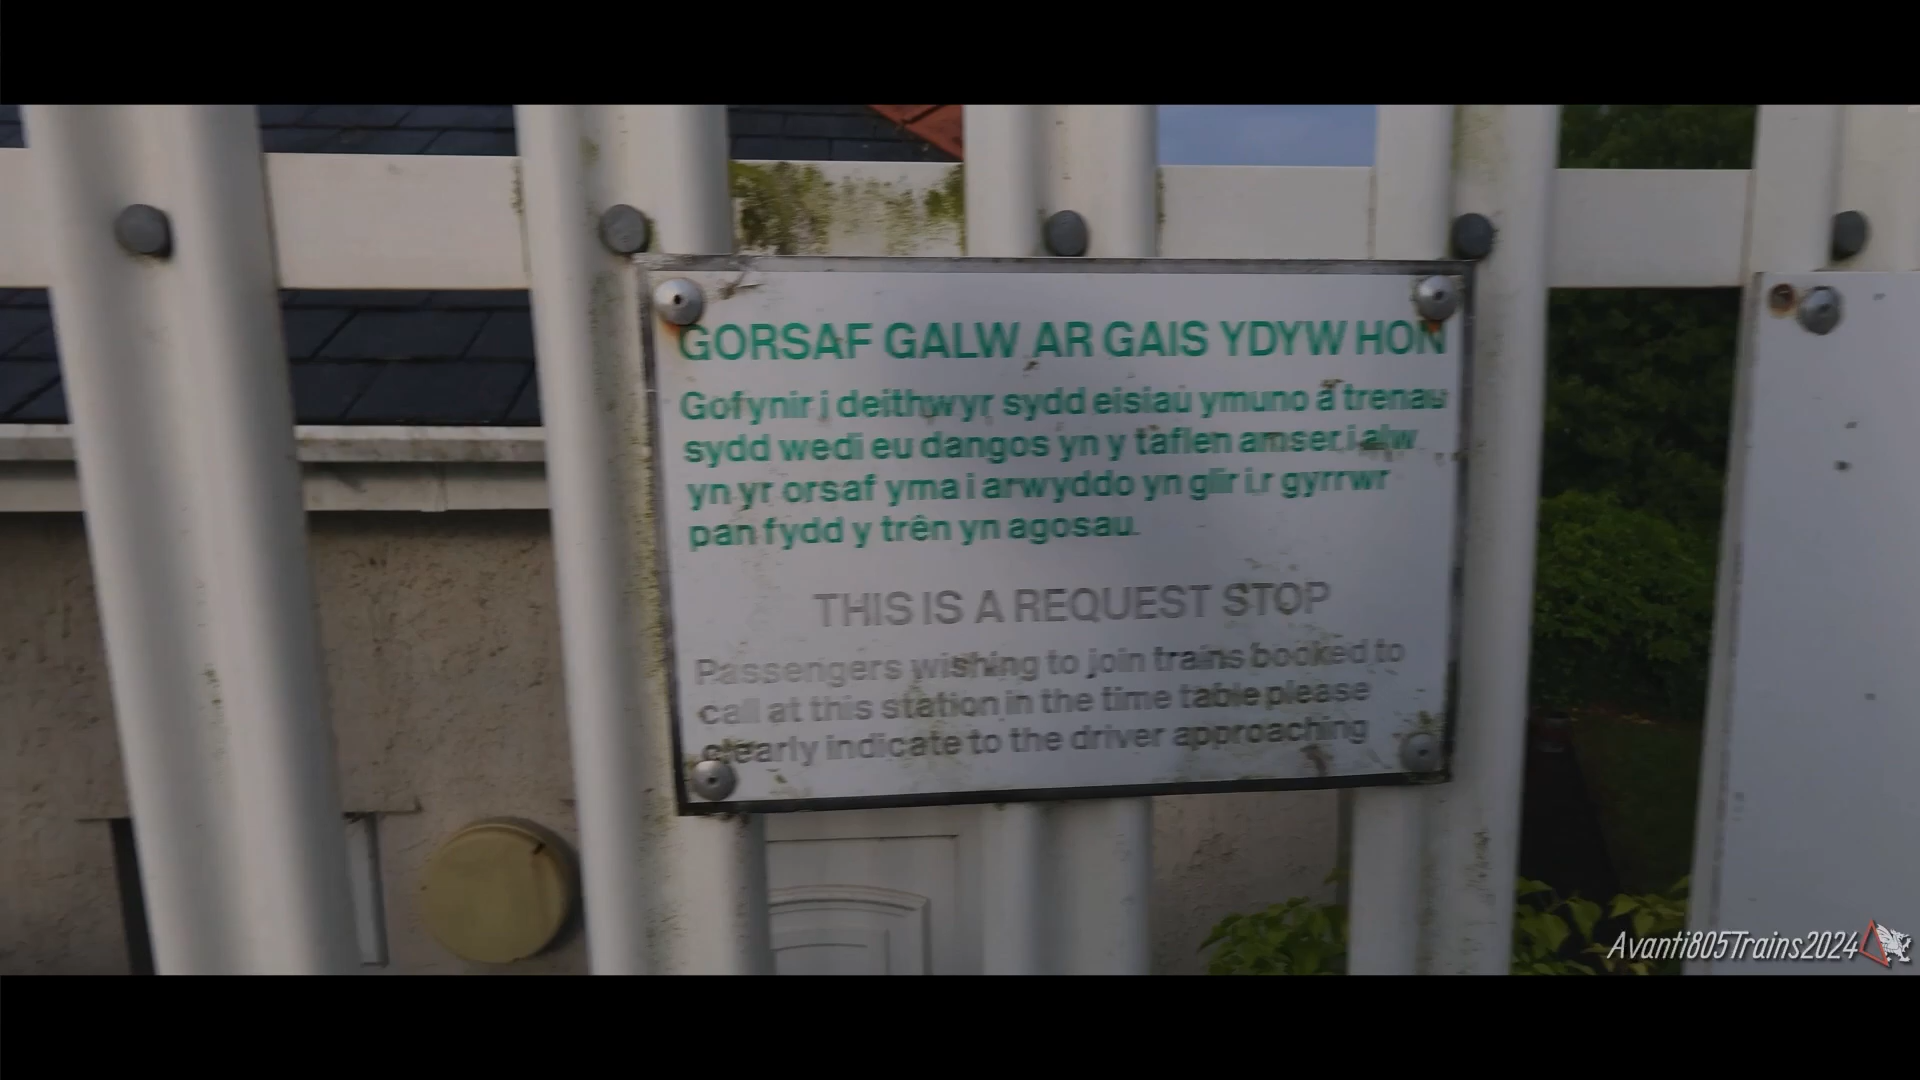 GORSAF GALW AR GAIS YDYW HON
Gofynir i deithwyr sydd eisiau ymuno â trenau
sydd wedi eu dangos yn y taflen amser i alw
yn yr orsaf yma i arwyddo yn glir i.r gyrrwr
pan fydd y trên yn agosau.
THIS IS A REQUEST STOP
Passengers wishing to join trains booked to
call at this station in the time table please
clearly indicate to the driver approaching
Avanti805Trains2024